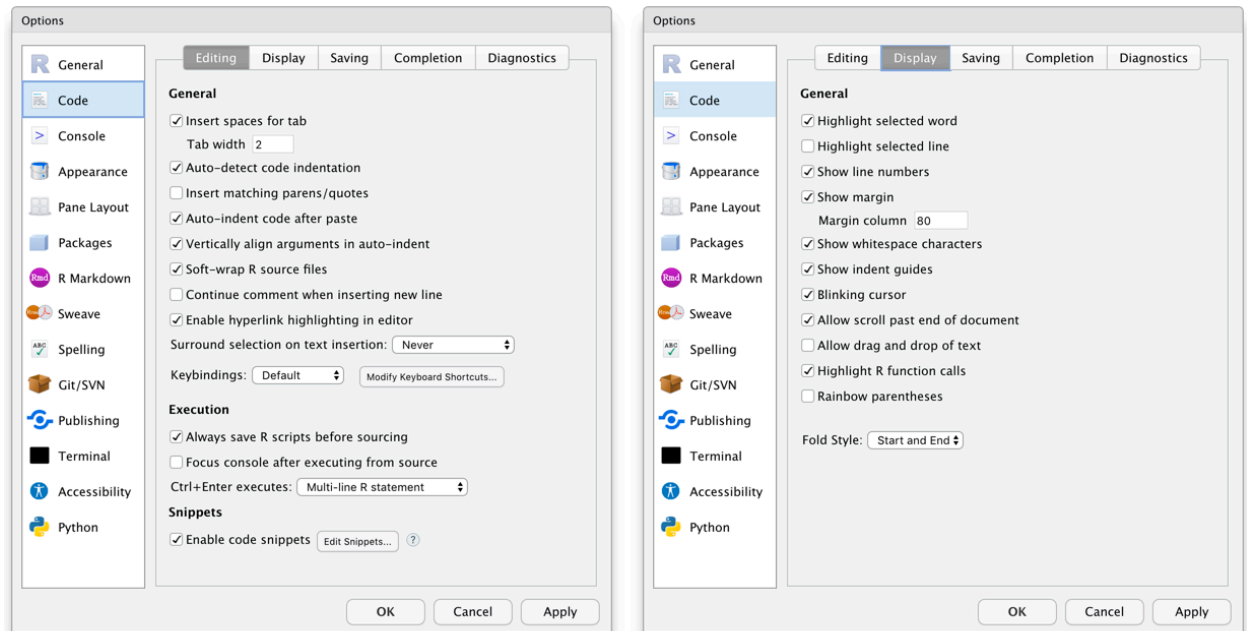 Options
General
Code
Console
Appearance
Pane Layout
Packages
Rmd R Markdown
Sweave
ABC Spelling
Git/SVN
Publishing
Terminal
Accessibility
Python
Editing Display Saving Completion Diagnostics
General
Insert spaces for tab
Tab width 2
Auto-detect code indentation
Insert matching parens/quotes
Auto-indent code after paste
Vertically align arguments in auto-indent
Soft-wrap R source files
Continue comment when inserting new line
Enable hyperlink highlighting in editor
Surround selection on text insertion: Never
Keybindings: Default Modify Keyboard Shortcuts...
Execution
Always save R scripts before sourcing
Focus console after executing from source
Ctrl+Enter executes: Multi-line R statement
Snippets
Enable code snippets Edit Snippets... ?
OK Cancel Apply
Options
General
Code
Console
Appearance
Pane Layout
Packages
Rmd R Markdown
Sweave
ABC Spelling
Git/SVN
Publishing
Terminal
Accessibility
Python
Editing Display Saving Completion Diagnostics
General
Highlight selected word
Highlight selected line
Show line numbers
Show margin
Margin column 80
Show whitespace characters
Show indent guides
Blinking cursor
Allow scroll past end of document
Allow drag and drop of text
Highlight R function calls
Rainbow parentheses
Fold Style: Start and End
OK Cancel Apply